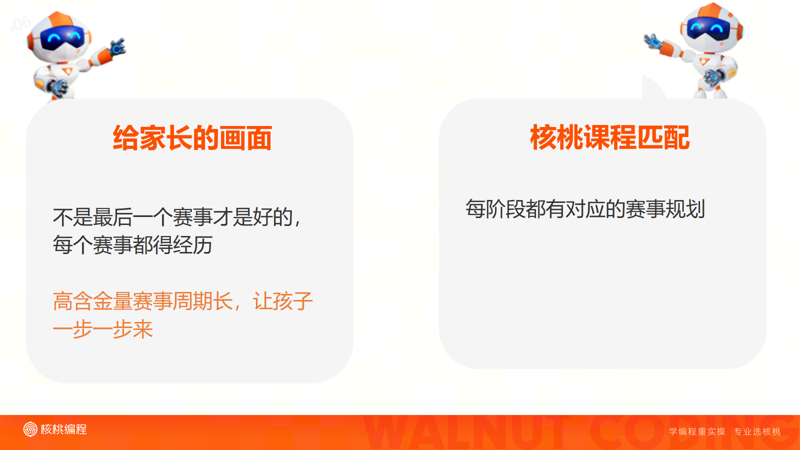 06
给家长的画面
不是最后一个赛事才是好的，
每个赛事都得经历
高含金量赛事周期长，让孩子
一步一步来
核桃课程匹配
每阶段都有对应的赛事规划
核桃编程
WALNUT CODING
学编程重实操 专业选核桃